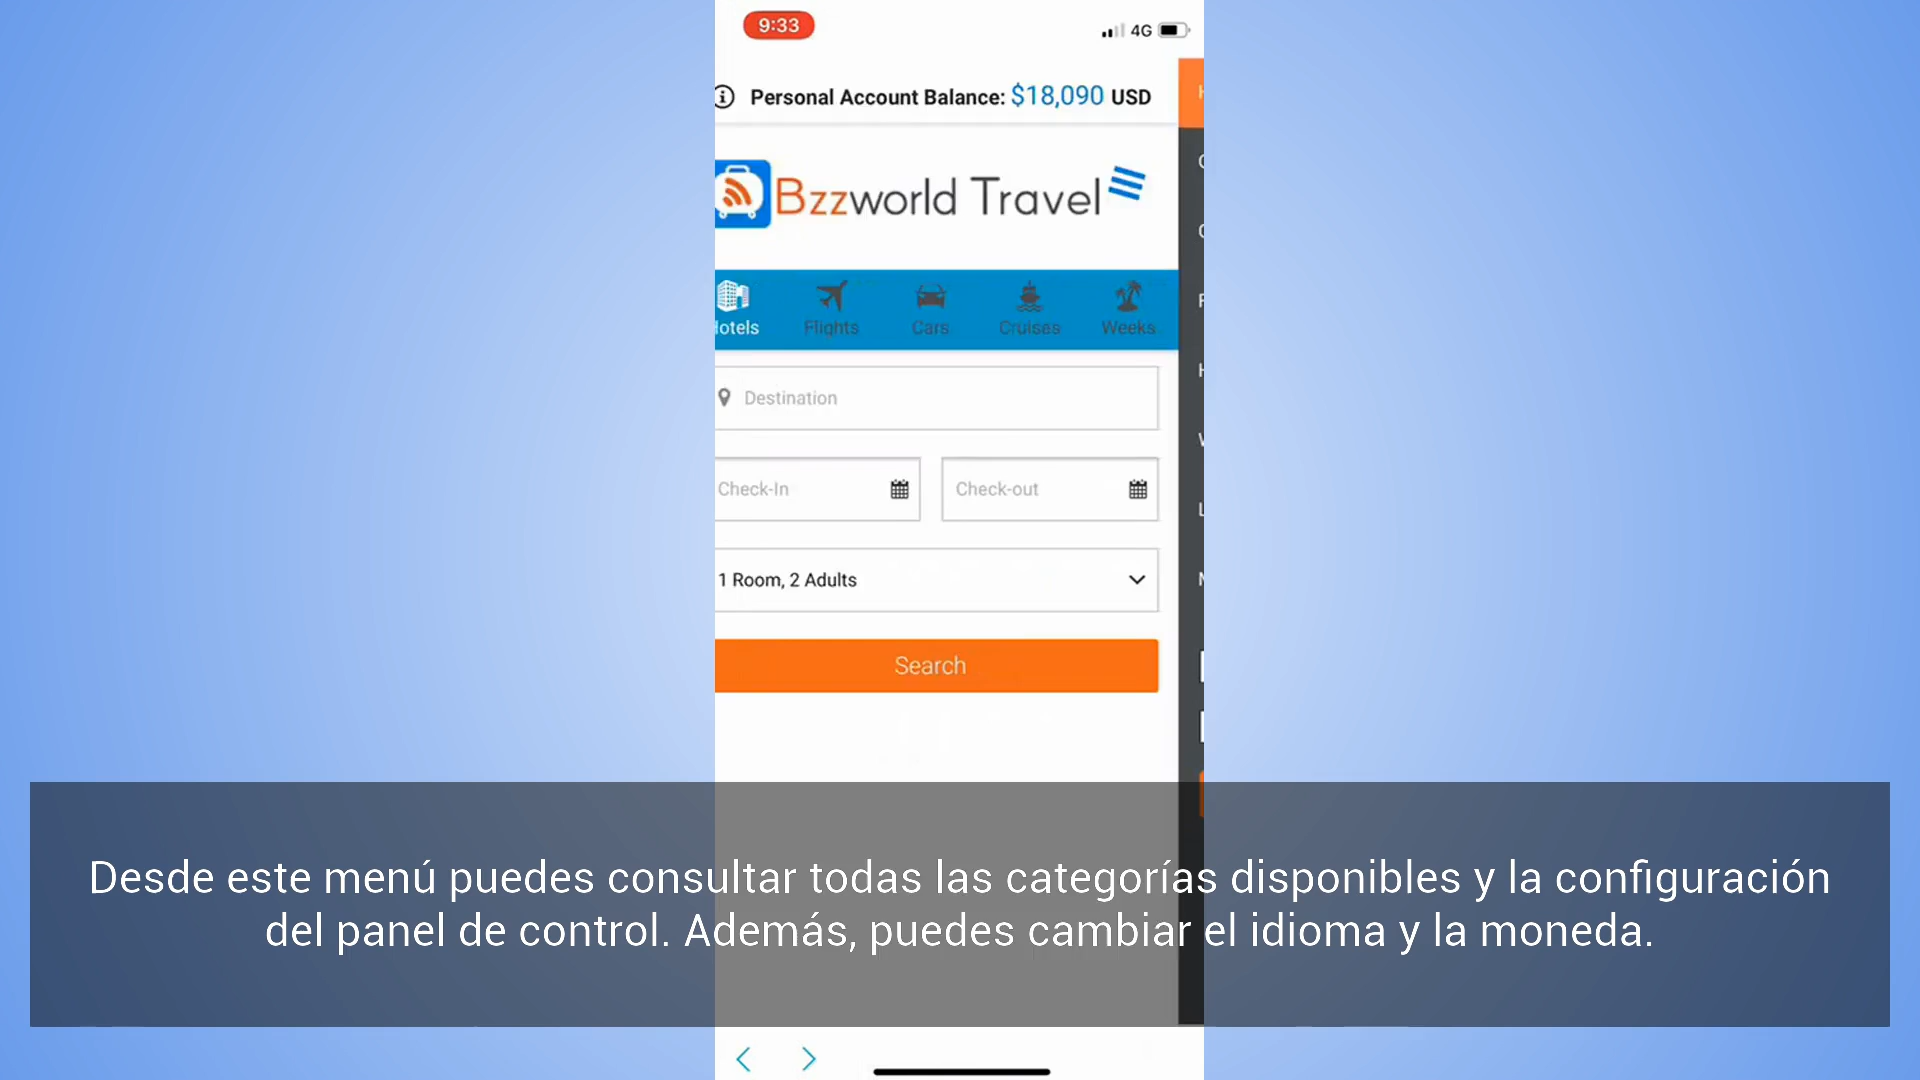 9:33
4G
Personal Account Balance: $18,090 USD
Bzzworld Travel
Hotels Flights Cars Cruises Weeks
Destination
Check-In Check-out
1 Room, 2 Adults
Search
Desde este menú puedes consultar todas las categorías disponibles y la configuración
del panel de control. Además, puedes cambiar el idioma y la moneda.